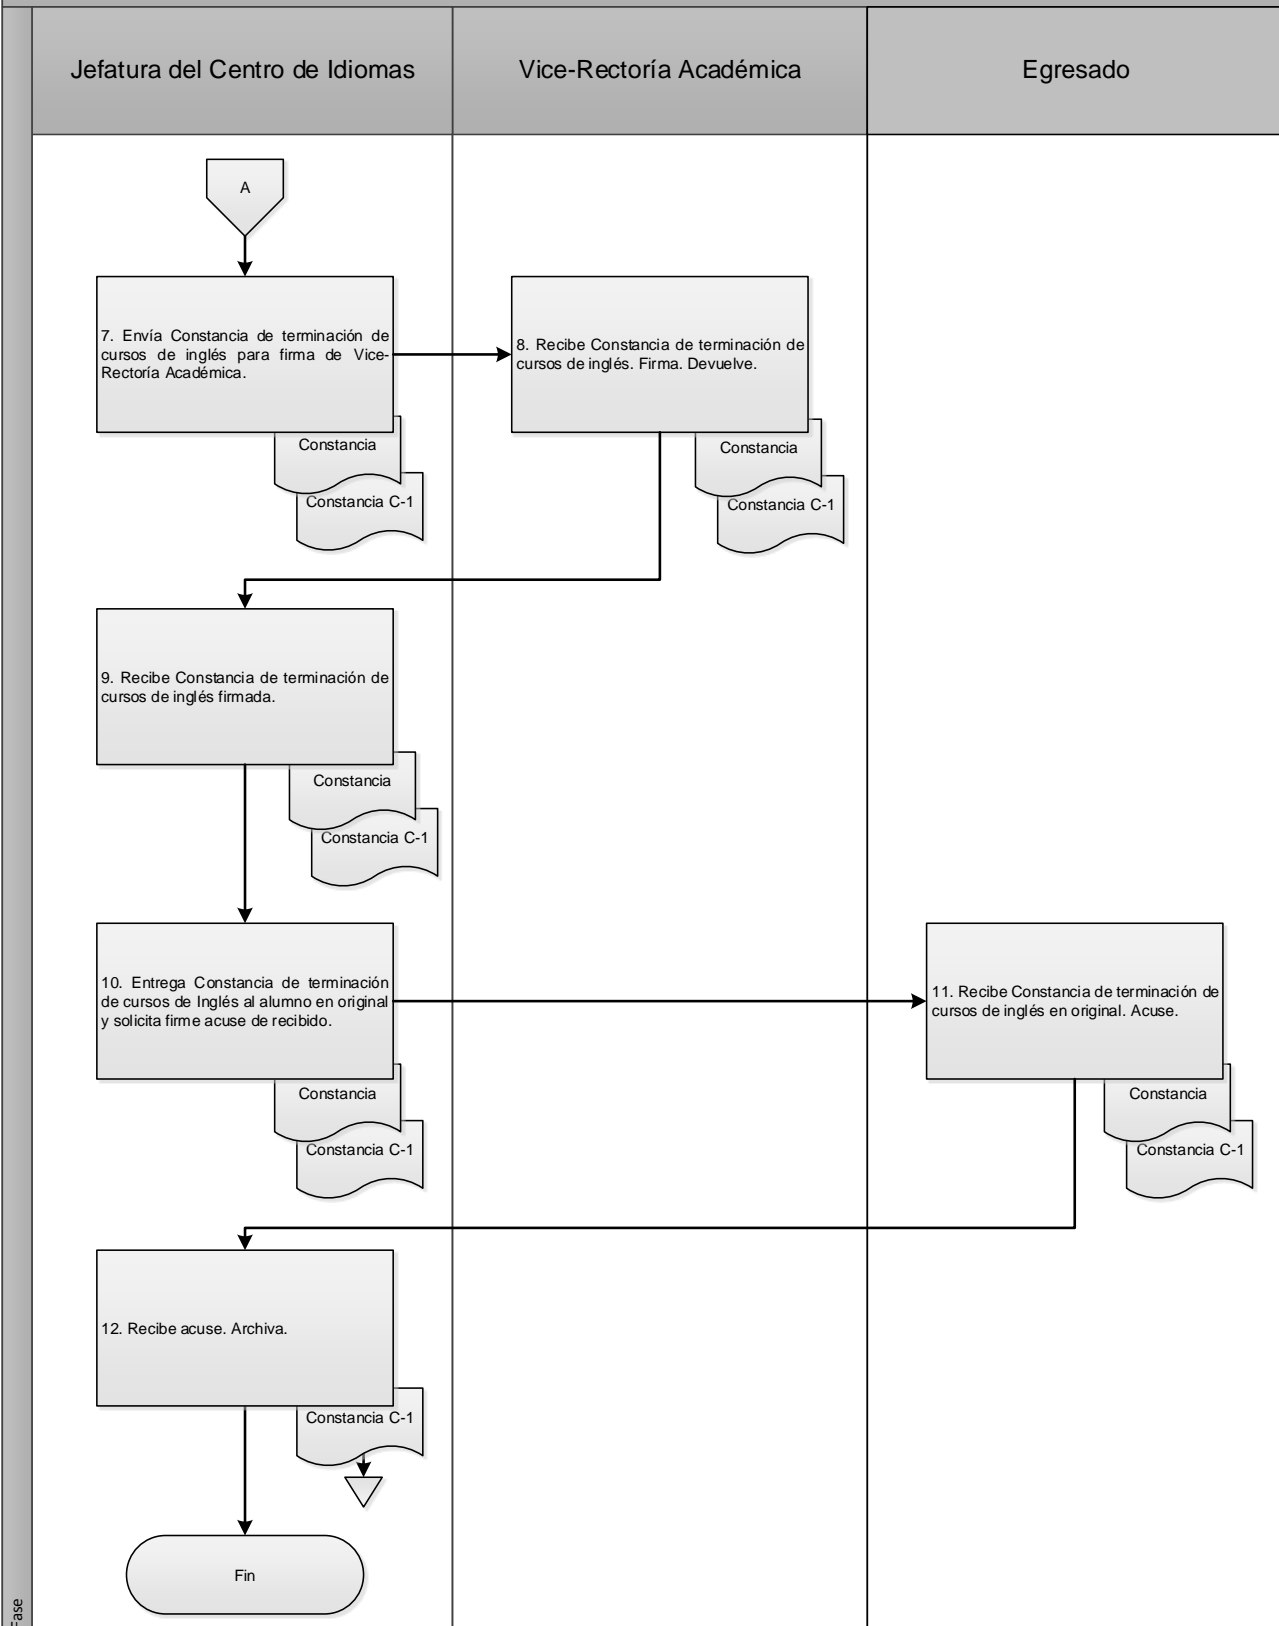 Jefatura del Centro de Idiomas
Vice-Rectoría Académica
Egresado
A
7. Envía Constancia de terminación de
cursos de inglés para firma de Vice-
Rectoría Académica.
Constancia
Constancia C-1
8. Recibe Constancia de terminación de
cursos de inglés. Firma. Devuelve.
Constancia
Constancia C-1
9. Recibe Constancia de terminación de
cursos de inglés firmada.
Constancia
Constancia C-1
10. Entrega Constancia de terminación
de cursos de Inglés al alumno en original
y solicita firme acuse de recibido.
Constancia
Constancia C-1
11. Recibe Constancia de terminación de
cursos de inglés en original. Acuse.
Constancia
Constancia C-1
12. Recibe acuse. Archiva.
Constancia C-1
Fin
Fase